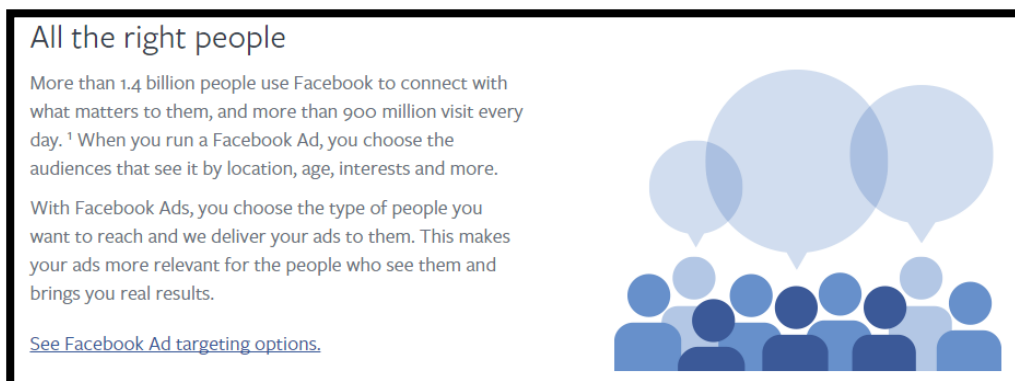 All the right people
More than 1.4 billion people use Facebook to connect with
what matters to them, and more than 900 million visit every
day. ¹ When you run a Facebook Ad, you choose the
audiences that see it by location, age, interests and more.
With Facebook Ads, you choose the type of people you
want to reach and we deliver your ads to them. This makes
your ads more relevant for the people who see them and
brings you real results.
See Facebook Ad targeting options.